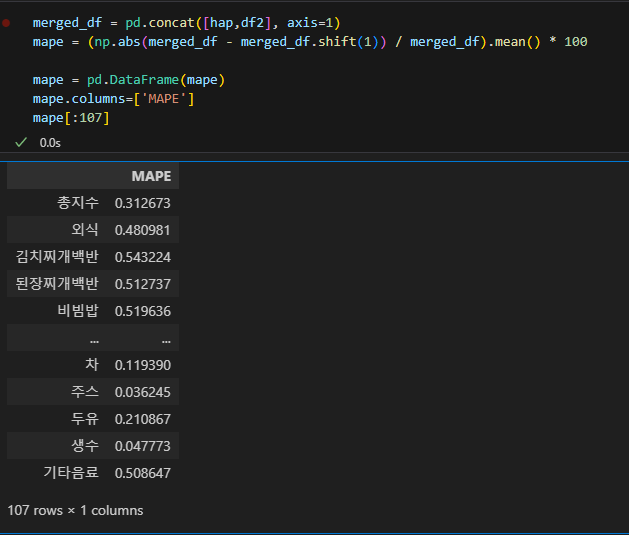 merged_df = pd.concat([hap,df2], axis=1)
mape = (np.abs(merged_df - merged_df.shift(1)) / merged_df).mean() * 100
mape = pd.DataFrame(mape)
mape.columns=['MAPE']
mape[:107]
✓ 0.0s
MAPE
총지수 0.312673
외식 0.480981
김치찌개백반 0.543224
된장찌개백반 0.512737
비빔밥 0.519636
... ...
차 0.119390
주스 0.036245
두유 0.210867
생수 0.047773
기타음료 0.508647
107 rows × 1 columns